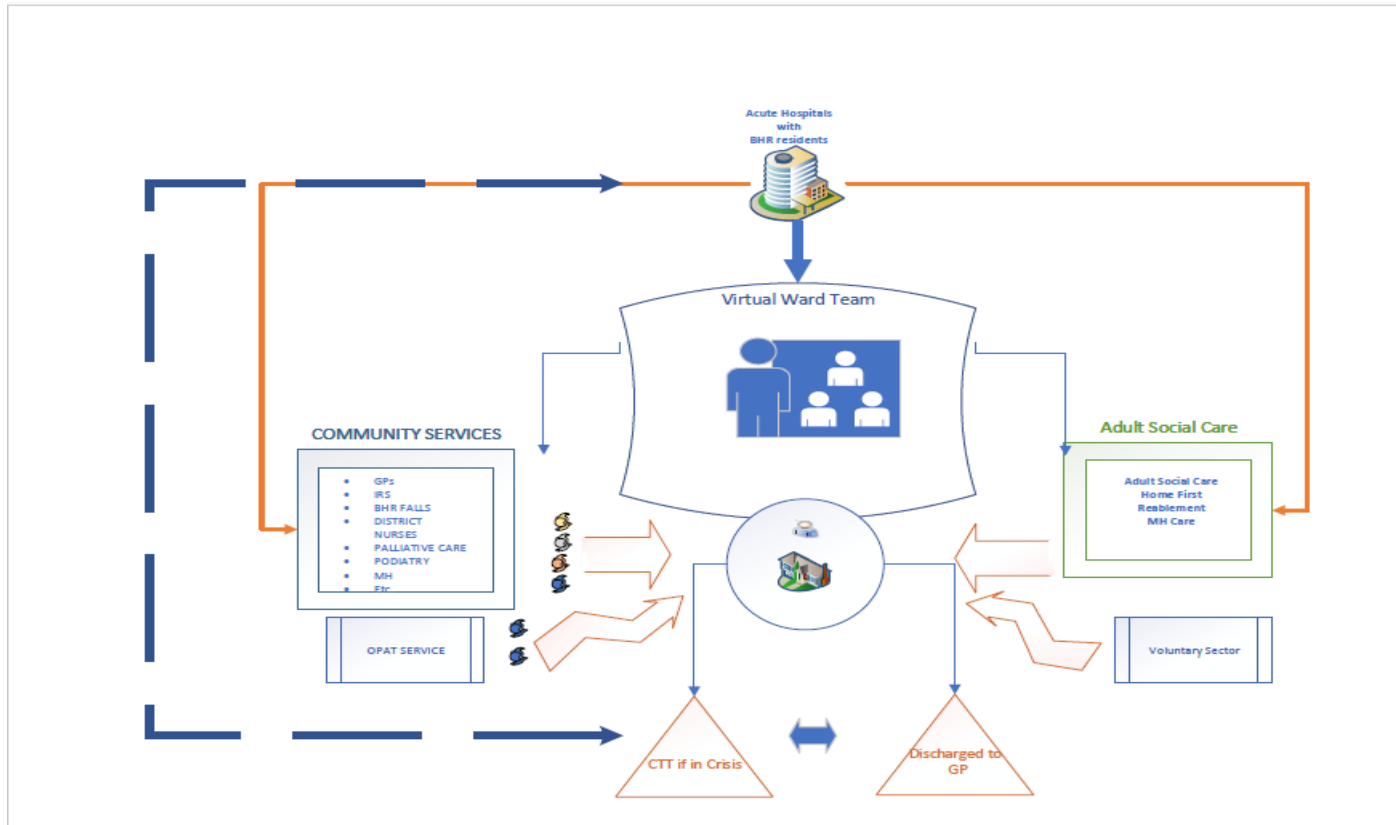 Acute Hospitals
with
BHR residents
Virtual Ward Team
COMMUNITY SERVICES
GPs
IRS
BHR FALLS
DISTRICT
NURSES
PALLIATIVE CARE
PODIATRY
MH
Etc
Adult Social Care
Adult Social Care
Home First
Reablement
MH Care
OPAT SERVICE
Voluntary Sector
CTT if in Crisis
Discharged to
GP